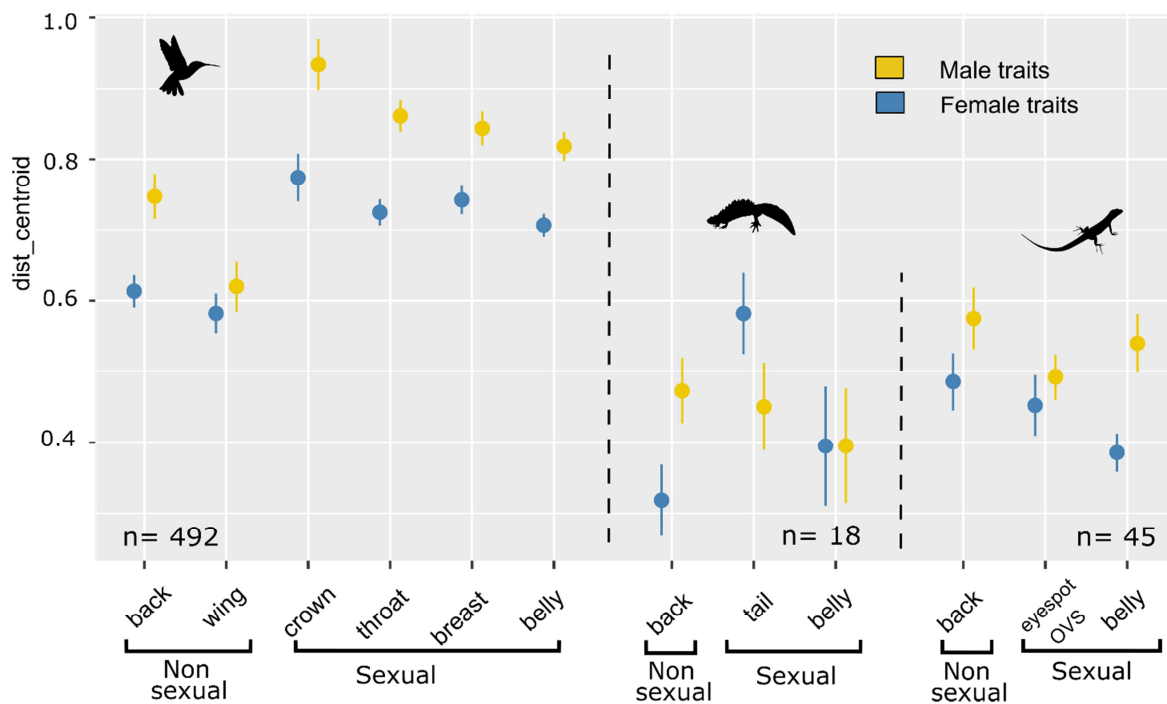 1.0
0.8
0.6
0.4
dist_centroid
Male traits
Female traits
n= 492
n= 18
n= 45
back
wing
crown
throat
breast
belly
back
tail
belly
back
eyespot
OVS
belly
Non
sexual
Sexual
Non
sexual
Sexual
Non
sexual
Sexual